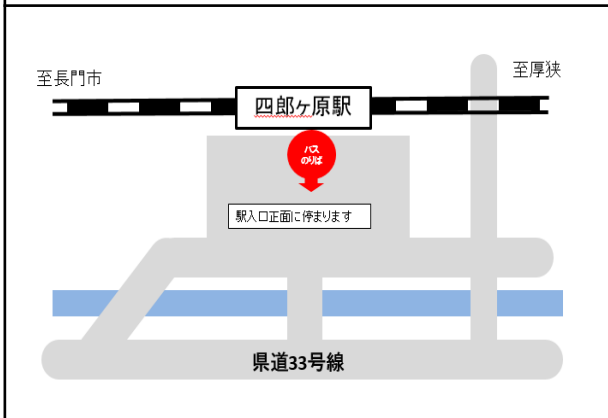 至長門市
至厚狭
四郎ヶ原駅
バス
のりば
駅入口正面に停まります
県道33号線